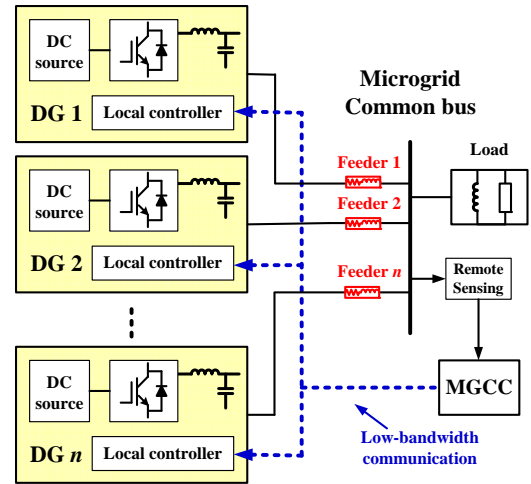 DC
source
DG 1
Local controller
DC
source
DG 2
Local controller
DC
source
DG n
Local controller
Microgrid
Common bus
Feeder 1
Feeder 2
Feeder n
Load
Remote
Sensing
MGCC
Low-bandwidth
communication